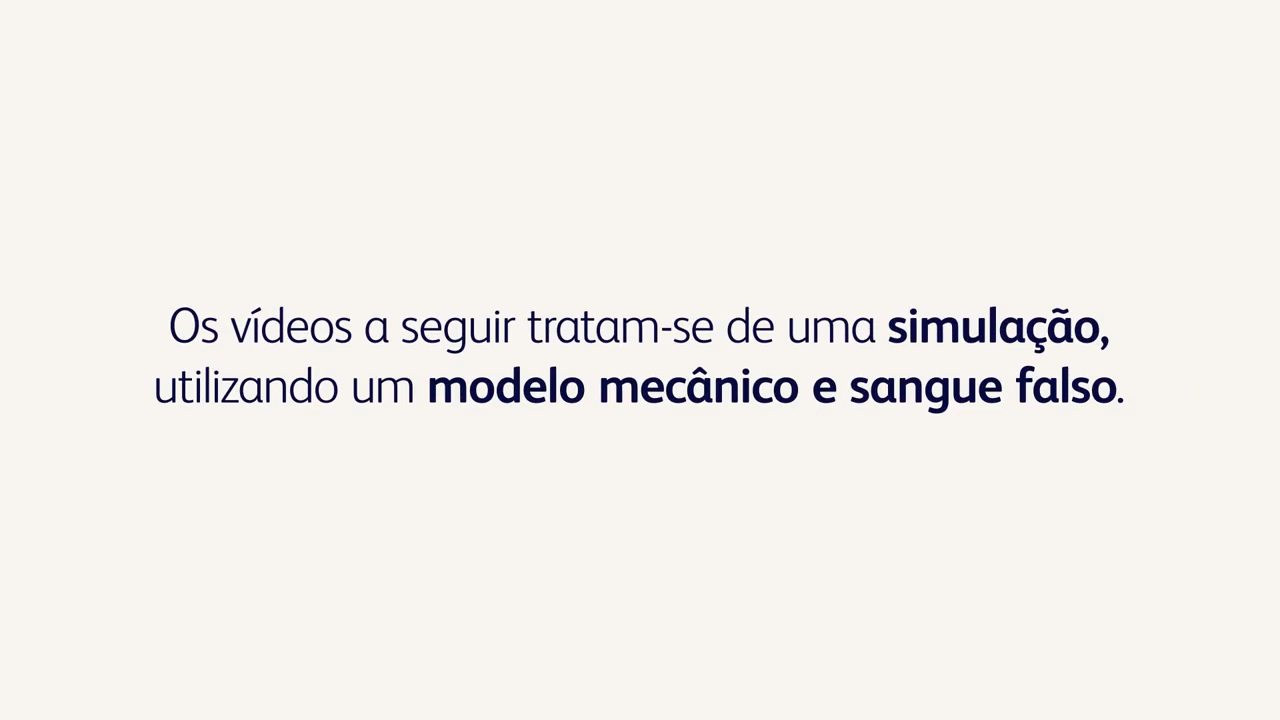 Os vídeos a seguir tratam-se de uma simulação,
utilizando um modelo mecânico e sangue falso.